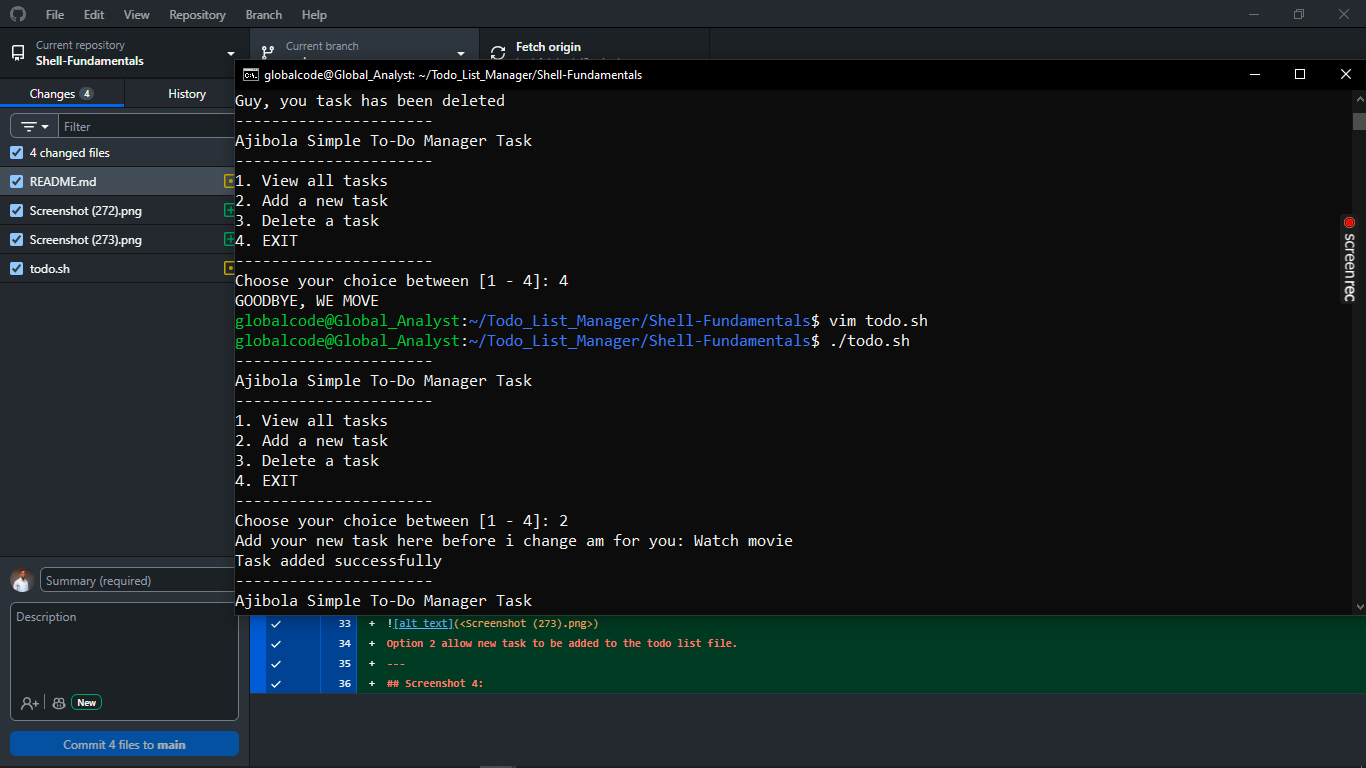 File Edit View Repository Branch Help
Current repository
Shell-Fundamentals
Current branch
Fetch origin
Changes 4 History
Filter
4 changed files
README.md
Screenshot (272).png
Screenshot (273).png
todo.sh
Summary (required)
Description
New
Commit 4 files to main
globalcode@Global_Analyst: ~/Todo_List_Manager/Shell-Fundamentals
Guy, you task has been deleted
----------------------
Ajibola Simple To-Do Manager Task
----------------------
1. View all tasks
2. Add a new task
3. Delete a task
4. EXIT
----------------------
Choose your choice between [1 - 4]: 4
GOODBYE, WE MOVE
globalcode@Global_Analyst:~/Todo_List_Manager/Shell-Fundamentals$ vim todo.sh
globalcode@Global_Analyst:~/Todo_List_Manager/Shell-Fundamentals$ ./todo.sh
----------------------
Ajibola Simple To-Do Manager Task
----------------------
1. View all tasks
2. Add a new task
3. Delete a task
4. EXIT
----------------------
Choose your choice between [1 - 4]: 2
Add your new task here before i change am for you: Watch movie
Task added successfully
----------------------
Ajibola Simple To-Do Manager Task
33 + ![alt text](<Screenshot (273).png>)
34 + Option 2 allow new task to be added to the todo list file.
35 + ---
36 + ## Screenshot 4:
screenrec